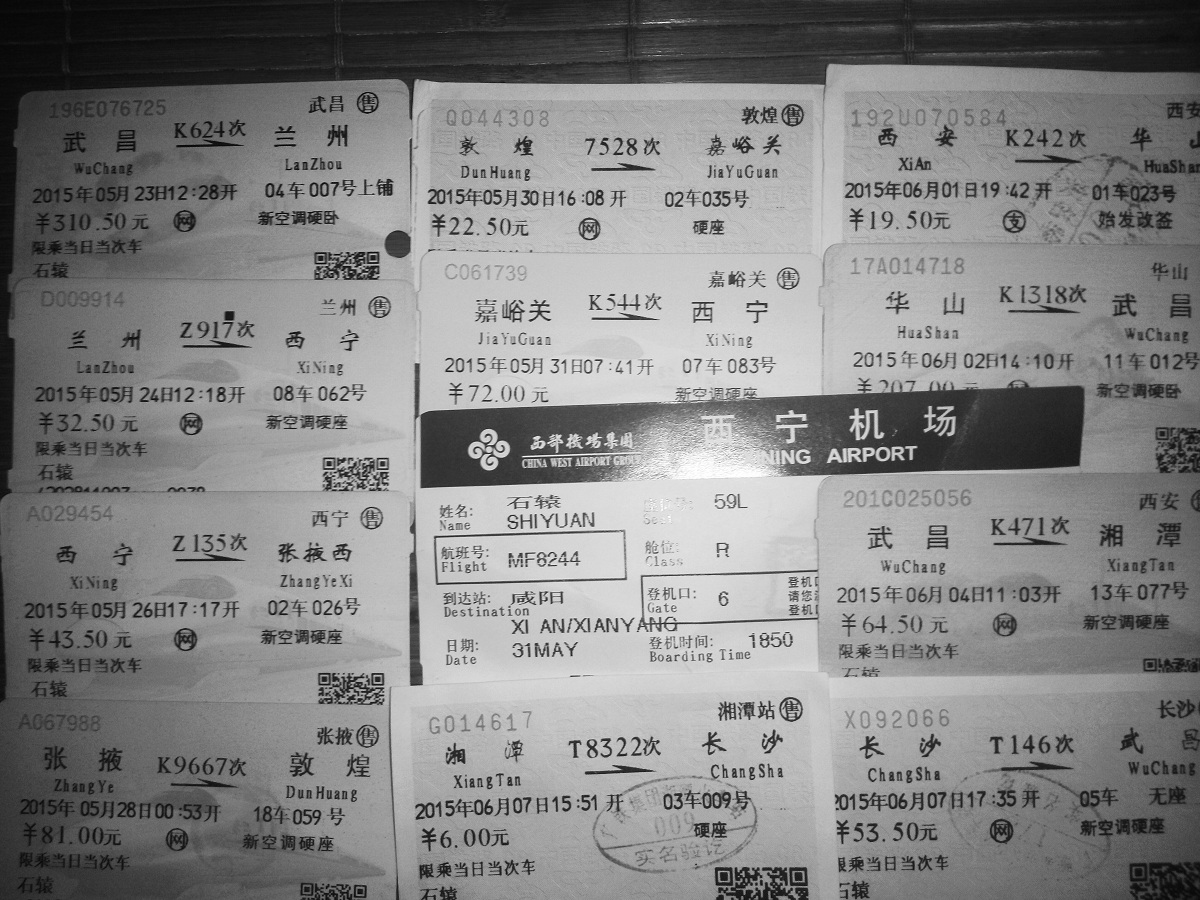 196E076725 武昌 售
武昌 K624次 兰州
WuChang LanZhou
2015年05月23日12:28开 04车007号上铺
￥310.50元 网 新空调硬卧
限乘当日当次车
石辕
D009914 兰州 售
兰州 Z917次 西宁
LanZhou XiNing
2015年05月24日12:18开 08车062号
￥32.50元 网 新空调硬座
限乘当日当次车
石辕
A029454 西宁 售
西宁 Z135次 张掖西
XiNing ZhangYeXi
2015年05月26日17:17开 02车026号
￥43.50元 网 新空调硬座
限乘当日当次车
石辕
A067988 张掖 售
张掖 K9667次 敦煌
ZhangYe DunHuang
2015年05月28日00:53开 18车059号
￥81.00元 网 新空调硬座
限乘当日当次车
石辕
Q044308 敦煌 售
敦煌 7528次 嘉峪关
DunHuang JiaYuGuan
2015年05月30日16:08开 02车035号
￥22.50元 网 硬座
C061739 嘉峪关 售
嘉峪关 K544次 西宁
JiaYuGuan XiNing
2015年05月31日07:41开 07车083号
￥72.00元 新空调硬座
西部机场集团 西宁机场
CHINA WEST AIRPORT GROUP NING AIRPORT
姓名: 石辕 59L
Name SHIYUAN
航班号: MF8244 舱位: R
Flight Class
到达站: 咸阳 登机口: 6 登机
Destination Gate 请您
XI AN/XIANYANG 登机
日期: 31MAY 登机时间: 1850
Date Boarding Time
G014617 湘潭站 售
湘潭 T8322次 长沙
XiangTan ChangSha
2015年06月07日15:51开 03车009号
￥6.00元 硬座
009
实名验讫
限乘当日当次车
石辕
192U070584 西安
西安 K242次 华
XiAn HuaShan
2015年06月01日19:42开 01车023号
￥19.50元 支 始发改签
17A014718 华山
华山 K1318次 武昌
HuaShan WuChang
2015年06月02日14:10开 11车012号
￥207.00元 新空调硬卧
201C025056 西安
武昌 K471次 湘潭
WuChang XiangTan
2015年06月04日11:03开 13车077号
￥64.50元 网 新空调硬座
限乘当日当次车
X092066 长沙
长沙 T146次 武昌
ChangSha WuChang
2015年06月07日17:35开 05车 无座
￥53.50元 网 新空调硬座
限乘当日当次车
石辕